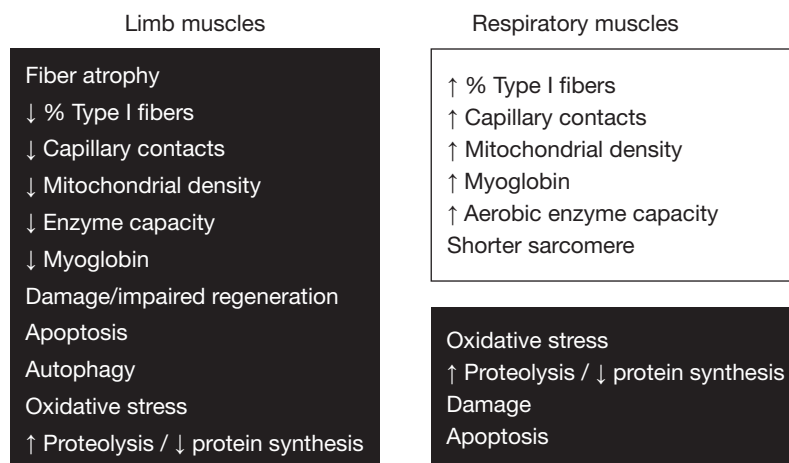 Limb muscles
Fiber atrophy
↓ % Type I fibers
↓ Capillary contacts
↓ Mitochondrial density
↓ Enzyme capacity
↓ Myoglobin
Damage/impaired regeneration
Apoptosis
Autophagy
Oxidative stress
↑ Proteolysis / ↓ protein synthesis
Respiratory muscles
↑ % Type I fibers
↑ Capillary contacts
↑ Mitochondrial density
↑ Myoglobin
↑ Aerobic enzyme capacity
Shorter sarcomere
Oxidative stress
↑ Proteolysis / ↓ protein synthesis
Damage
Apoptosis